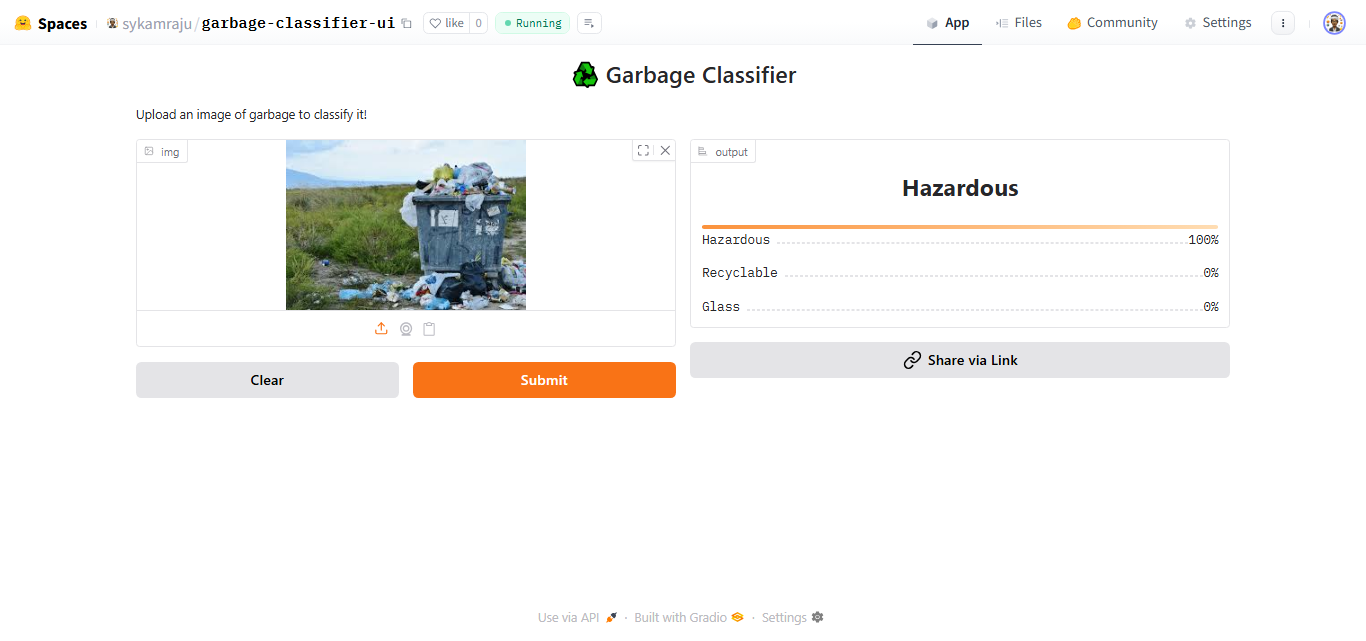 Spaces sykamraju/garbage-classifier-ui like 0 Running App Files Community Settings
Garbage Classifier
Upload an image of garbage to classify it!
img
output
Hazardous
Hazardous 100%
Recyclable 0%
Glass 0%
Clear
Submit
Share via Link
Use via API · Built with Gradio · Settings